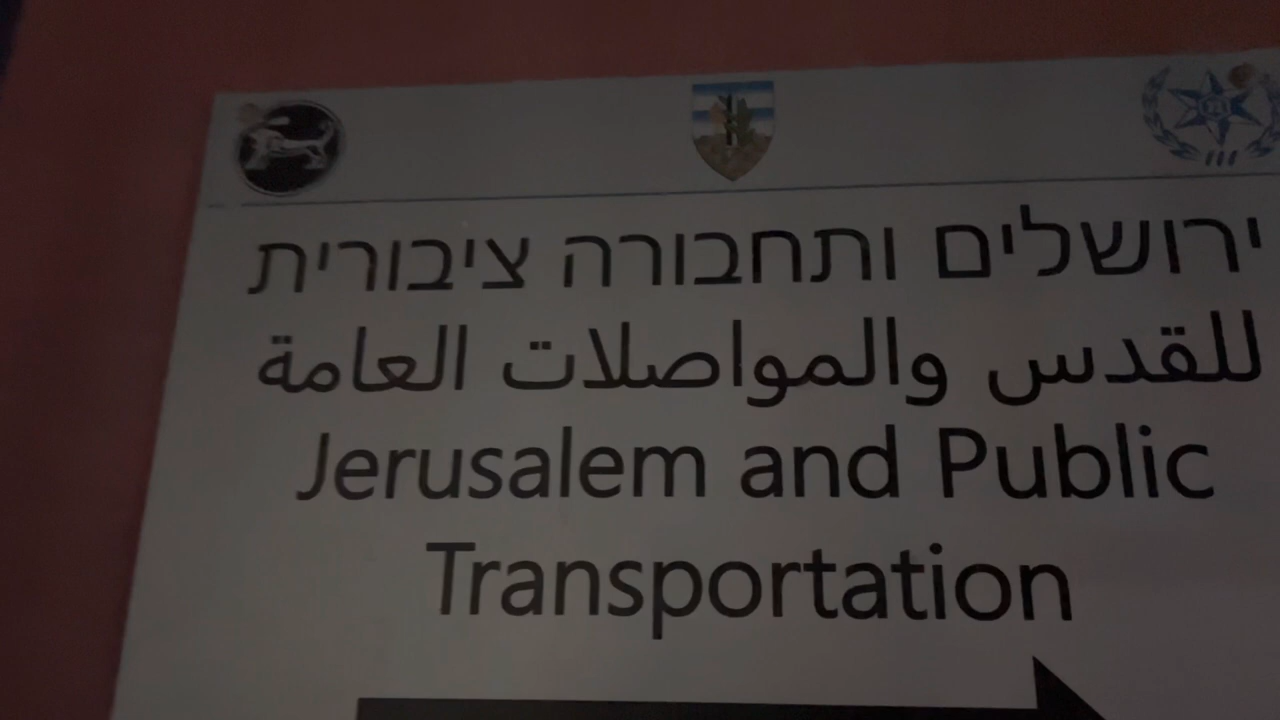 ירושלים ותחבורה ציבורית
للقدس والمواصلات العامة
Jerusalem and Public
Transportation